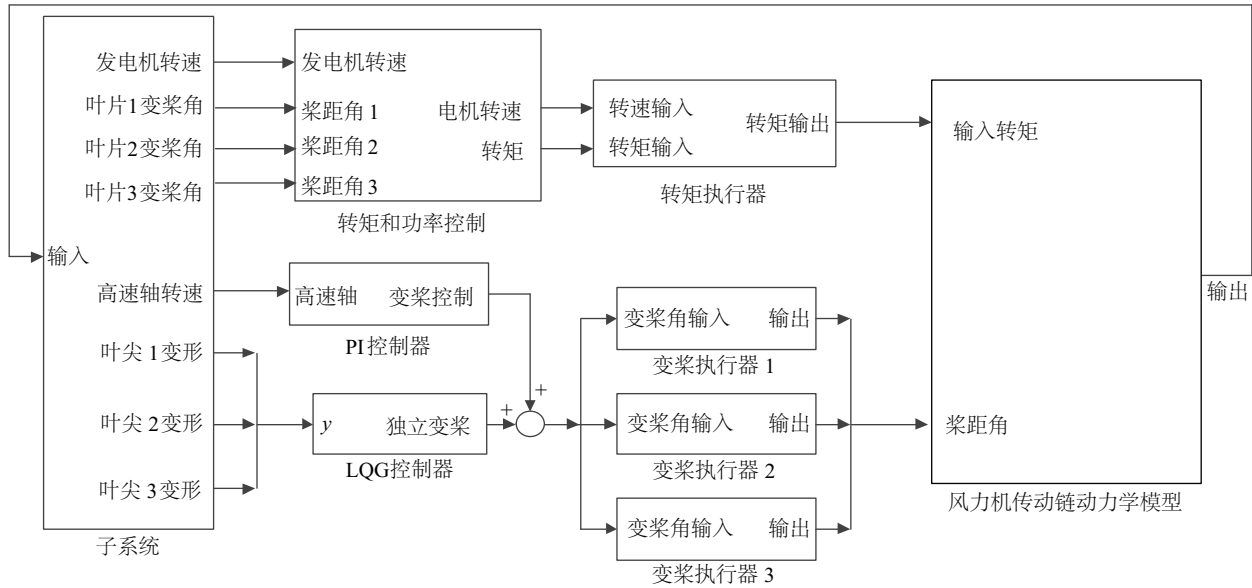 发电机转速
叶片1变桨角
叶片2变桨角
叶片3变桨角
输入
高速轴转速
叶尖 1变形
叶尖 2变形
叶尖 3变形
子系统
发电机转速
桨距角 1
桨距角 2
桨距角 3
电机转速
转矩
转矩和功率控制
转速输入
转矩输入
转矩输出
转矩执行器
高速轴 变桨控制
PI控制器
y 独立变桨
LQG控制器
+
+
变桨角输入 输出
变桨执行器 1
变桨角输入 输出
变桨执行器 2
变桨角输入 输出
变桨执行器 3
输入转矩
桨距角
风力机传动链动力学模型
输出